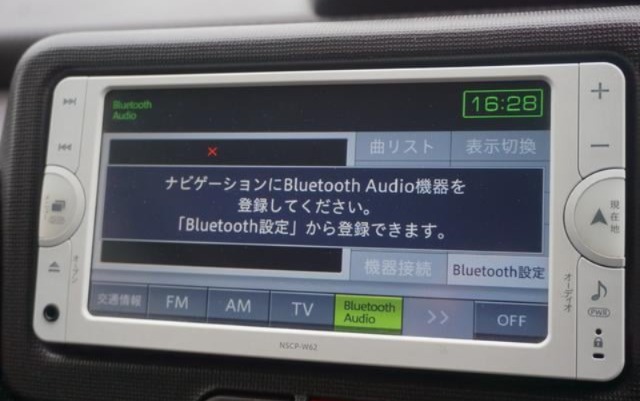 Bluetooth
Audio
16:28
曲リスト
表示切換
ナビゲーションにBluetooth Audio機器を
登録してください。
「Bluetooth設定」から登録できます。
機器接続
Bluetooth設定
交通情報
FM
AM
TV
Bluetooth
Audio
>>
OFF
現在地
オープン
オーディオ
PWR
NSCP-W62